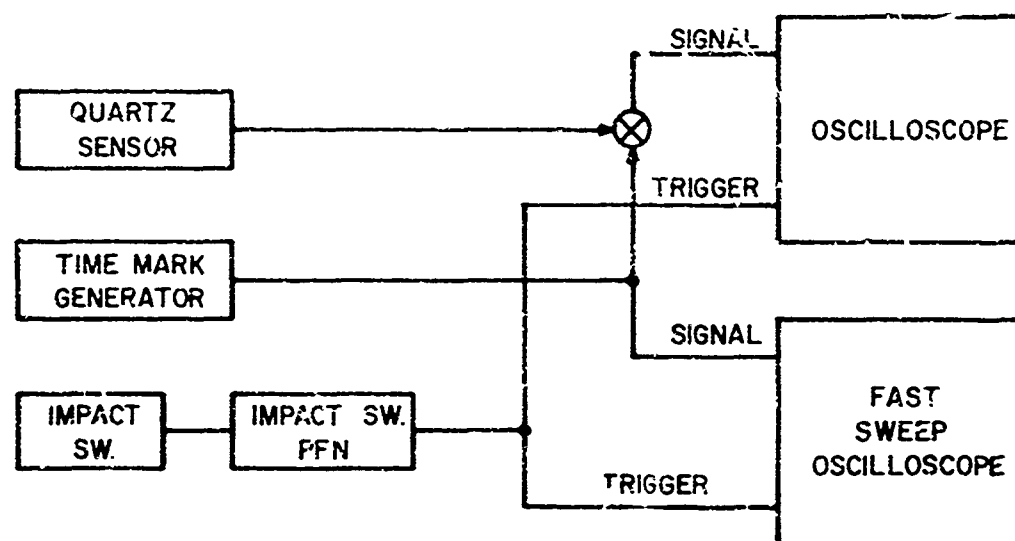 SIGNAL
QUARTZ
SENSOR
OSCILLOSCOPE
TRIGGER
TIME MARK
GENERATOR
SIGNAL
IMPACT
SW.
IMPACT SW.
PFN
FAST
SWEEP
OSCILLOSCOPE
TRIGGER